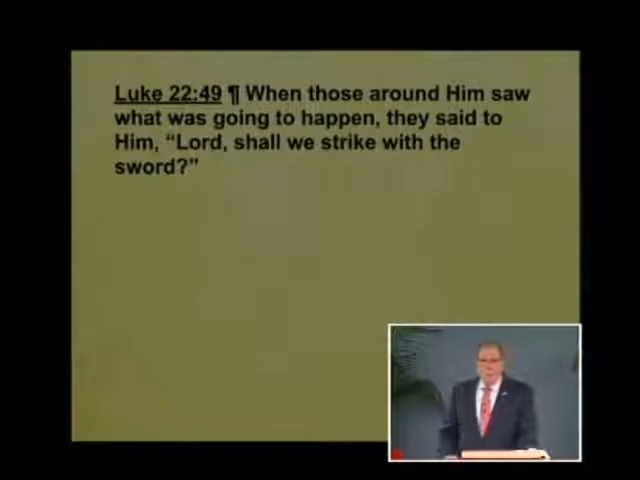 Luke 22:49 ¶ When those around Him saw
what was going to happen, they said to
Him, “Lord, shall we strike with the
sword?”